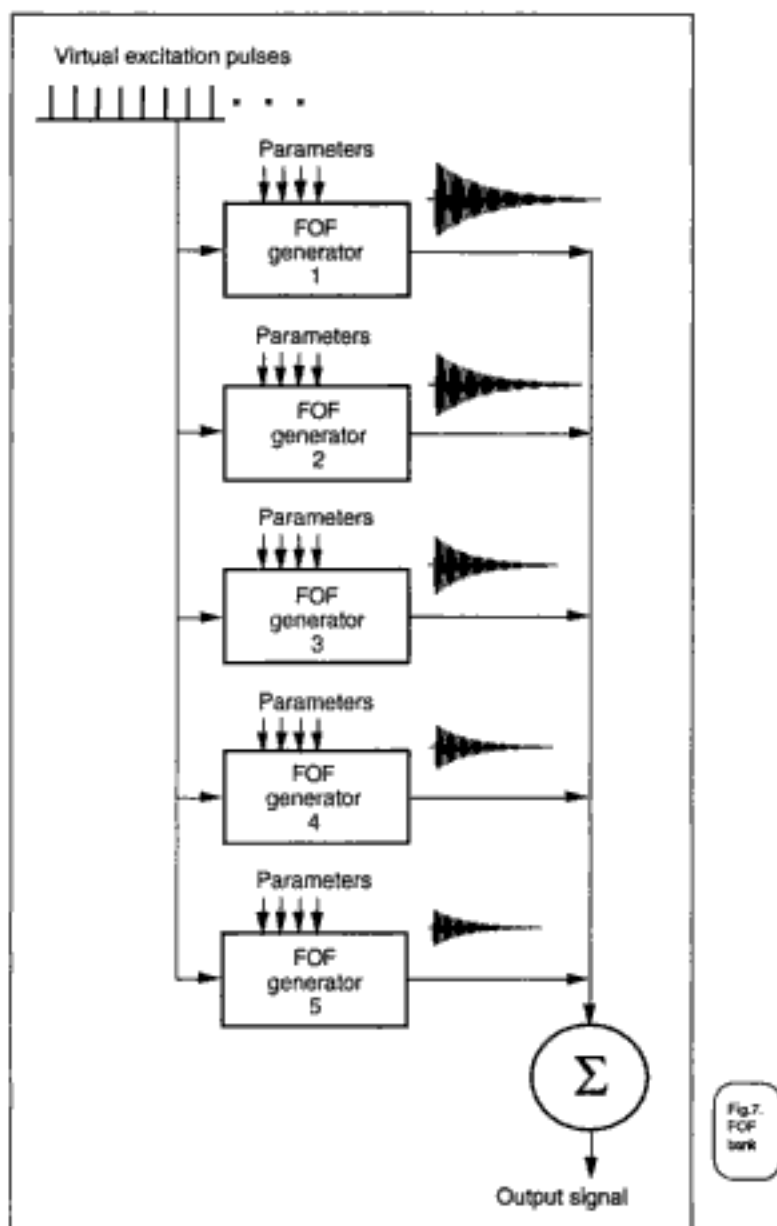 Virtual excitation pulses
Parameters
FOF
generator
1
Parameters
FOF
generator
2
Parameters
FOF
generator
3
Parameters
FOF
generator
4
Parameters
FOF
generator
5
Σ
Output signal
Fig.7.
FOF
bank